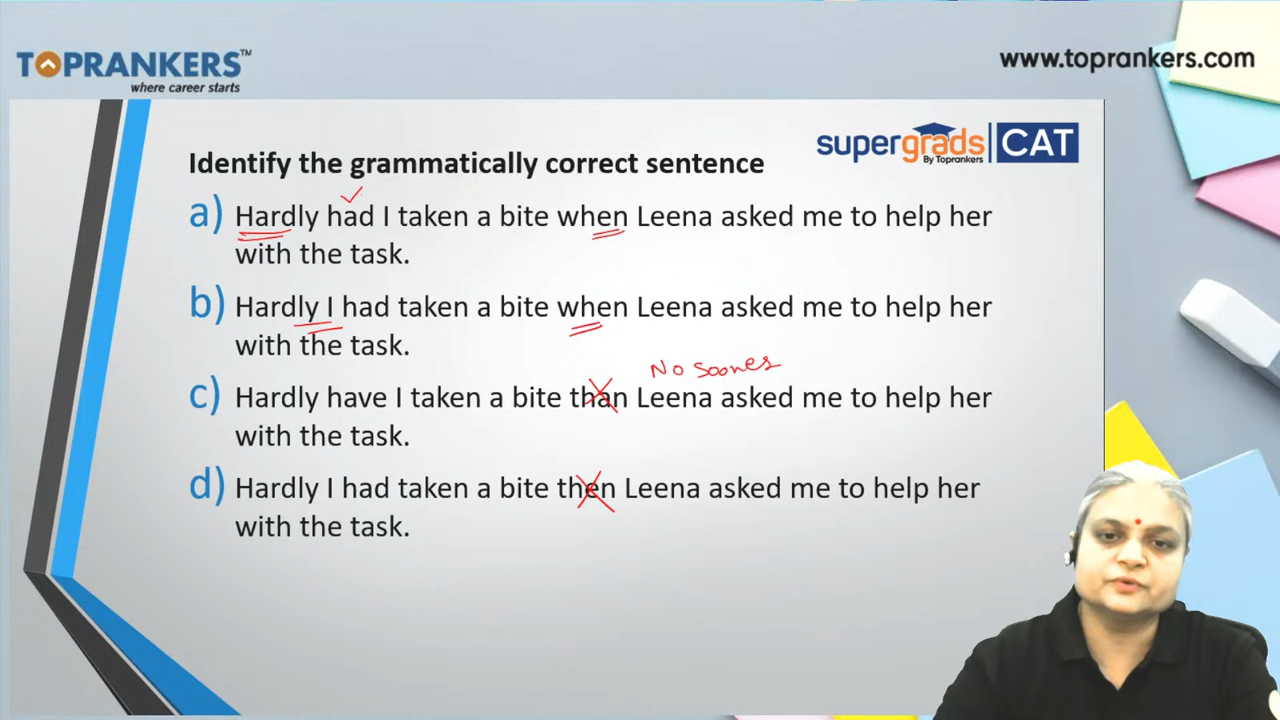 TOPRANKERS™
where career starts
www.toprankers.com
supergrads
By Toprankers
CAT
Identify the grammatically correct sentence
a) Hardly had I taken a bite when Leena asked me to help her
with the task.
b) Hardly I had taken a bite when Leena asked me to help her
with the task.
No sooner
c) Hardly have I taken a bite than Leena asked me to help her
with the task.
d) Hardly I had taken a bite then Leena asked me to help her
with the task.